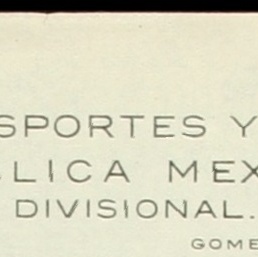 SPORTES Y
LICA MEX
DIVISIONAL.
GOME